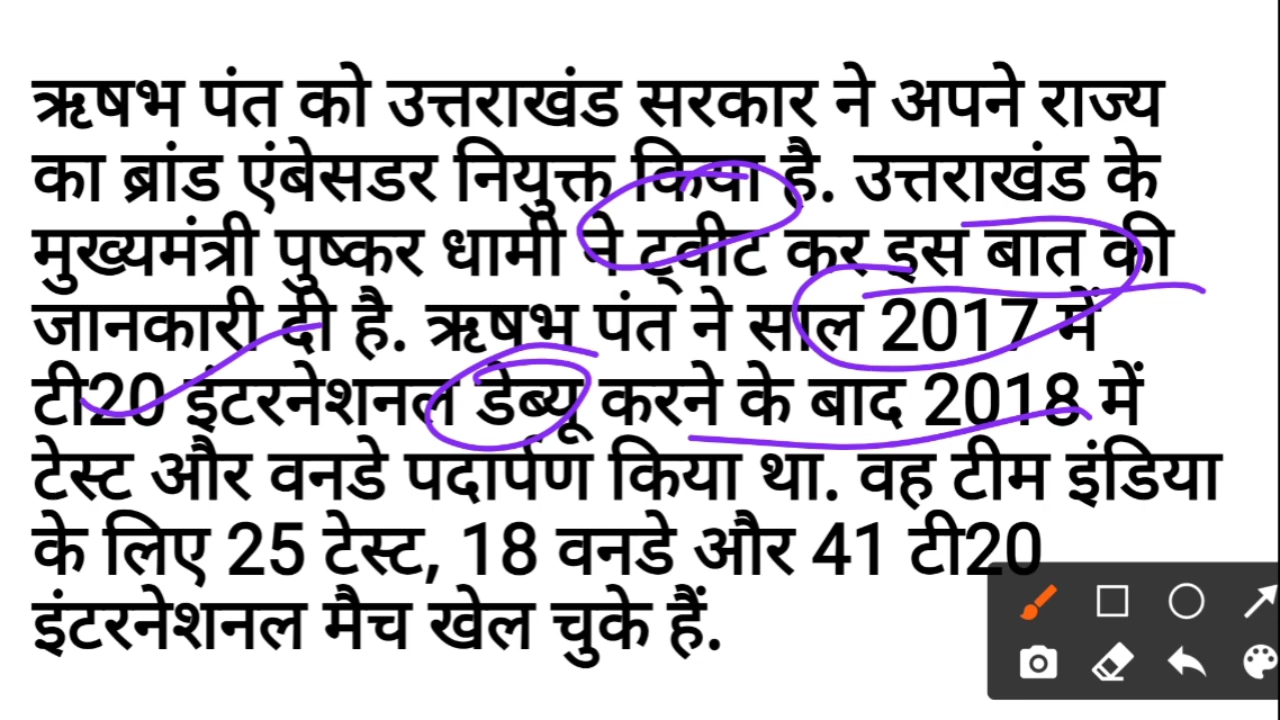 ऋषभ पंत को उत्तराखंड सरकार ने अपने राज्य
का ब्रांड एंबेसडर नियुक्त किया है. उत्तराखंड के
मुख्यमंत्री पुष्कर धामी ने ट्वीट कर इस बात की
जानकारी दी है. ऋषभ पंत ने साल 2017 में
टी20 इंटरनेशनल डेब्यू करने के बाद 2018 में
टेस्ट और वनडे पदार्पण किया था. वह टीम इंडिया
के लिए 25 टेस्ट, 18 वनडे और 41 टी20
इंटरनेशनल मैच खेल चुके हैं.